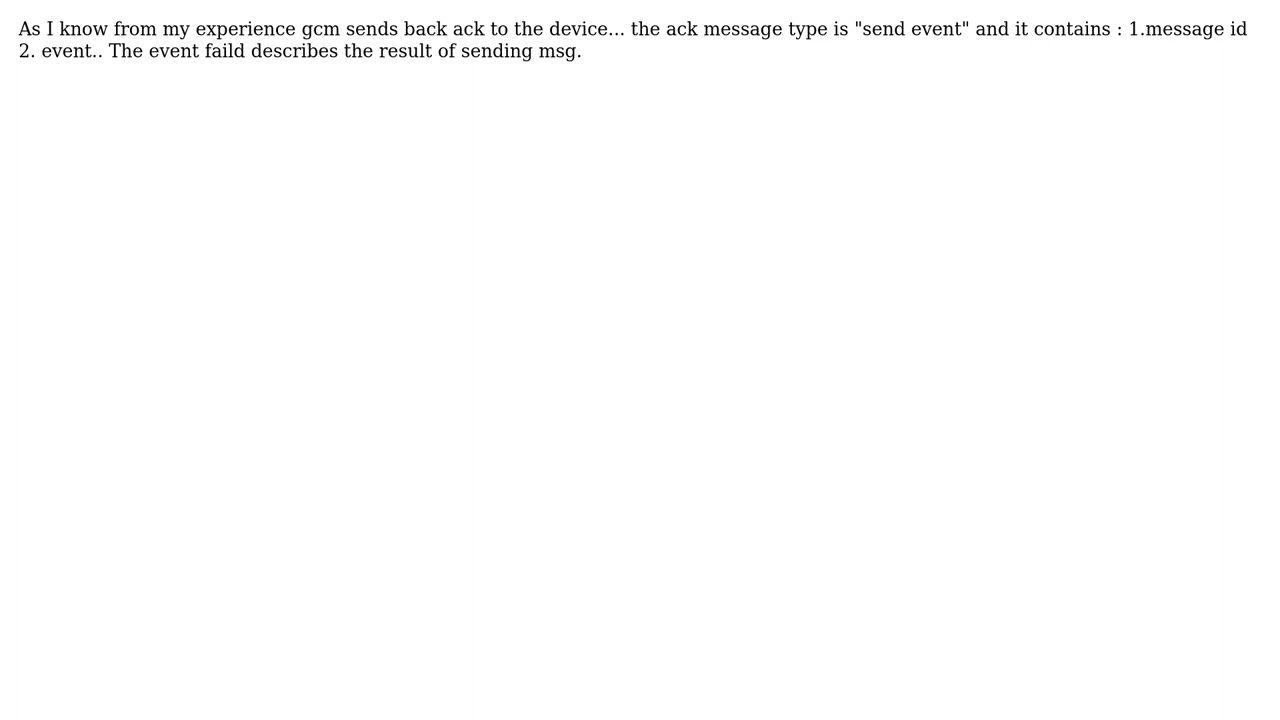 As I know from my experience gcm sends back ack to the device... the ack message type is "send event" and it contains : 1.message id
2. event.. The event faild describes the result of sending msg.